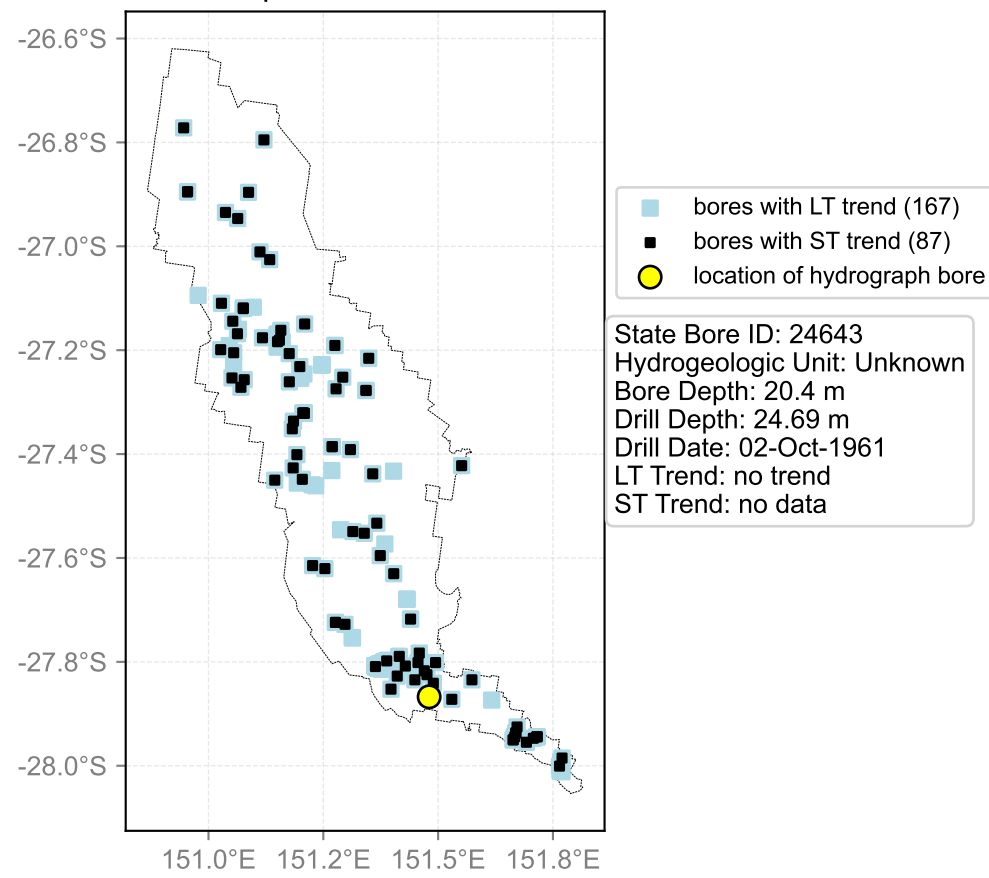 -26.6°S
-26.8°S
-27.0°S
-27.2°S
-27.4°S
-27.6°S
-27.8°S
-28.0°S
151.0°E 151.2°E 151.5°E 151.8°E
bores with LT trend (167)
bores with ST trend (87)
location of hydrograph bore
State Bore ID: 24643
Hydrogeologic Unit: Unknown
Bore Depth: 20.4 m
Drill Depth: 24.69 m
Drill Date: 02-Oct-1961
LT Trend: no trend
ST Trend: no data